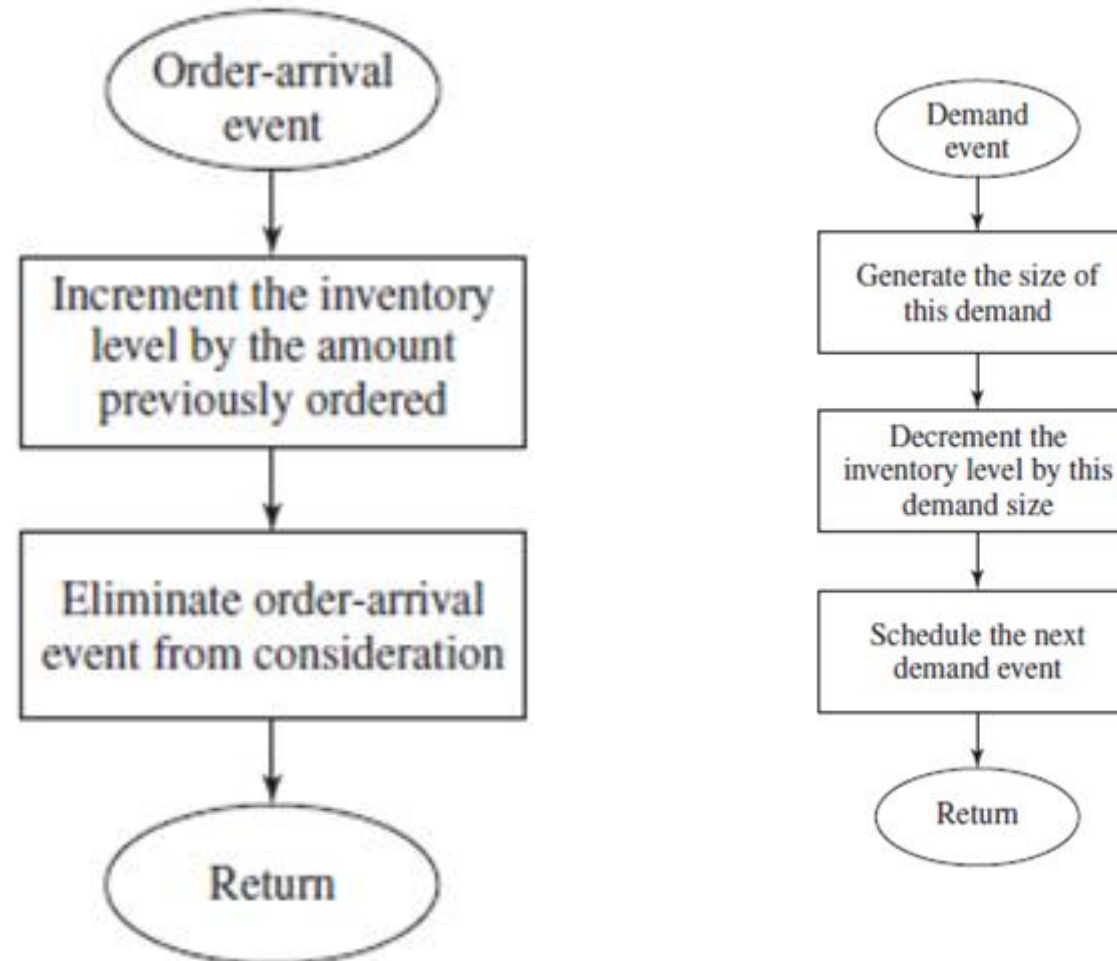 Order-arrival
event
Increment the inventory
level by the amount
previously ordered
Eliminate order-arrival
event from consideration
Return
Demand
event
Generate the size of
this demand
Decrement the
inventory level by this
demand size
Schedule the next
demand event
Return